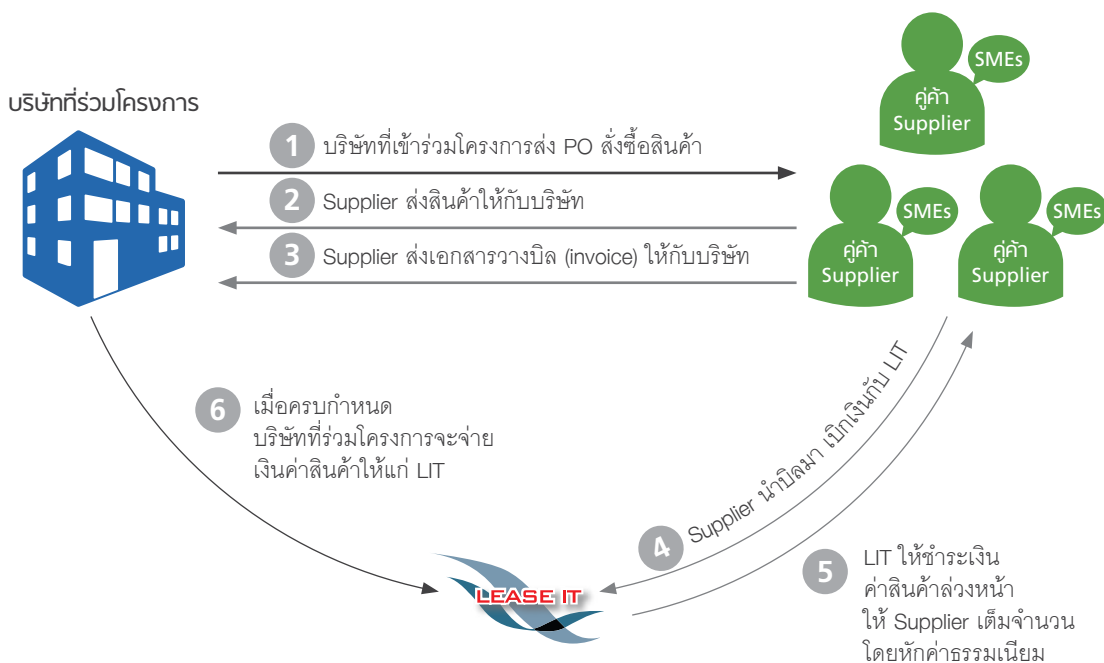 SMEs
คู่ค้า
Supplier
บริษัทที่ร่วมโครงการ
1 บริษัทที่เข้าร่วมโครงการส่ง PO สั่งซื้อสินค้า
2 Supplier ส่งสินค้าให้กับบริษัท
3 Supplier ส่งเอกสารวางบิล (invoice) ให้กับบริษัท
SMEs
คู่ค้า
Supplier
SMEs
คู่ค้า
Supplier
4 Supplier นำบิลมา เบิกเงินกับ LIT
5 LIT ให้ชำระเงิน
ค่าสินค้าล่วงหน้า
ให้ Supplier เต็มจำนวน
โดยหักค่าธรรมเนียม
6 เมื่อครบกำหนด
บริษัทที่ร่วมโครงการจะจ่าย
เงินค่าสินค้าให้แก่ LIT
LEASE IT